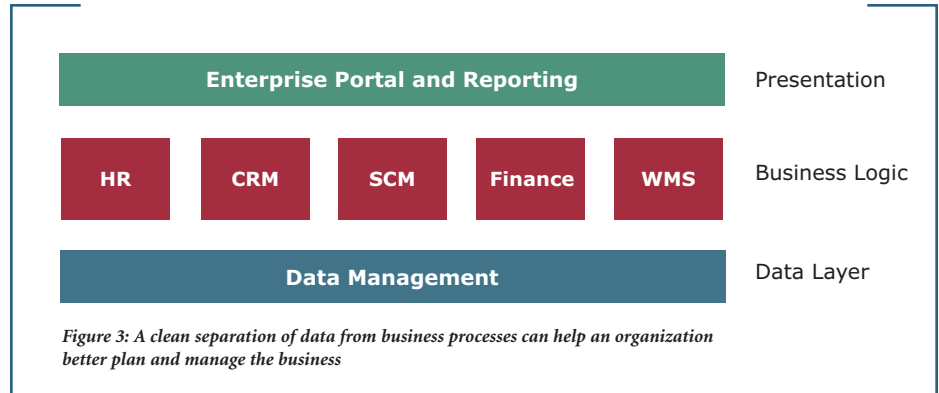 Enterprise Portal and Reporting
Presentation
HR
CRM
SCM
Finance
WMS
Business Logic
Data Management
Data Layer
Figure 3: A clean separation of data from business processes can help an organization
better plan and manage the business